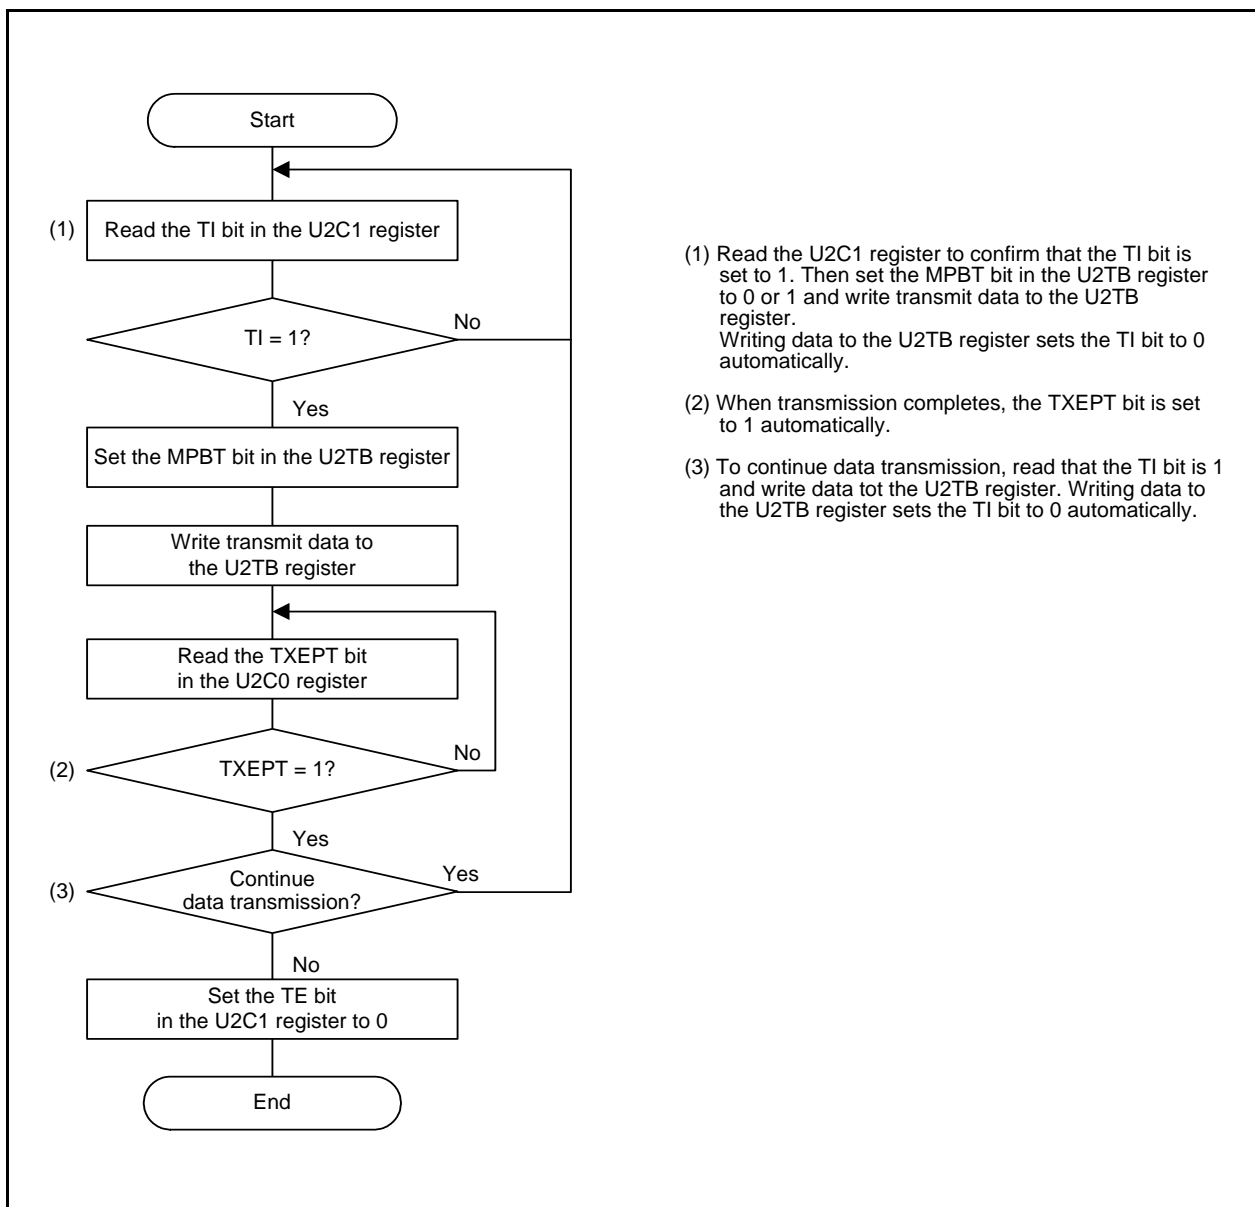 Start
(1)
Read the TI bit in the U2C1 register
TI = 1?
No
Yes
Set the MPBT bit in the U2TB register
Write transmit data to
the U2TB register
Read the TXEPT bit
in the U2C0 register
(2)
TXEPT = 1?
No
Yes
(3)
Continue
data transmission?
Yes
No
Set the TE bit
in the U2C1 register to 0
End
(1) Read the U2C1 register to confirm that the TI bit is
set to 1. Then set the MPBT bit in the U2TB register
to 0 or 1 and write transmit data to the U2TB
register.
Writing data to the U2TB register sets the TI bit to 0
automatically.
(2) When transmission completes, the TXEPT bit is set
to 1 automatically.
(3) To continue data transmission, read that the TI bit is 1
and write data tot the U2TB register. Writing data to
the U2TB register sets the TI bit to 0 automatically.